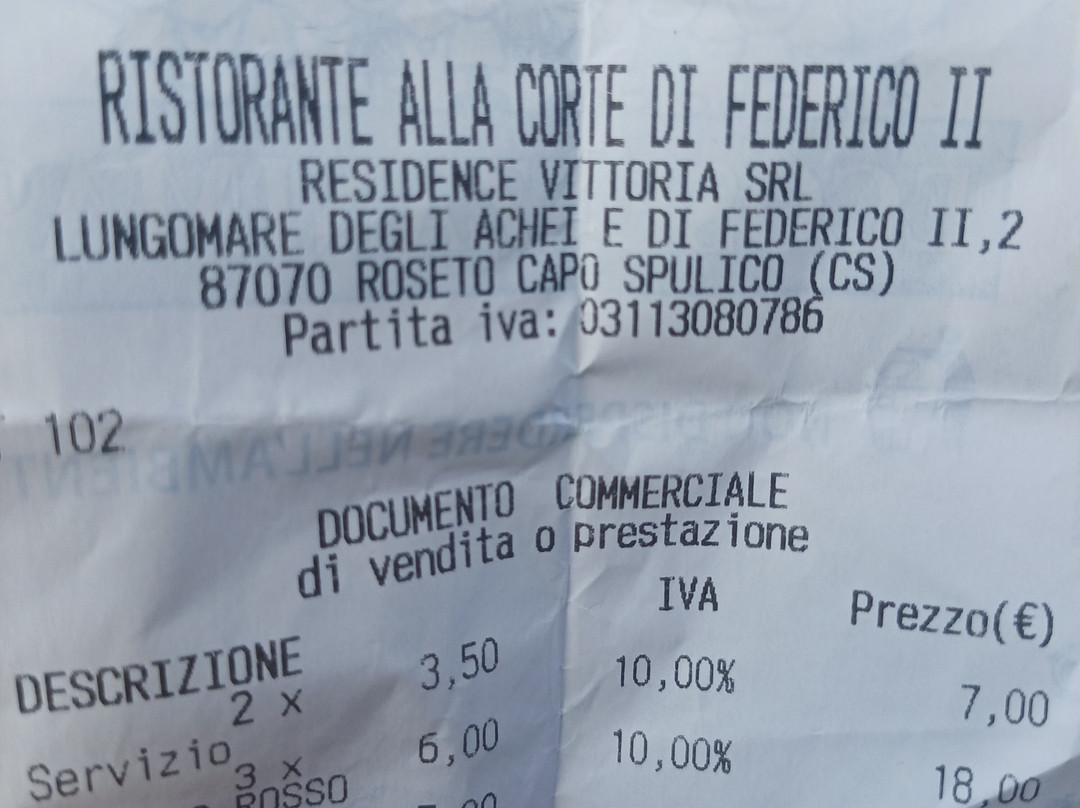 RISTORANTE ALLA CORTE DI FEDERICO II
RESIDENCE VITTORIA SRL
LUNGOMARE DEGLI ACHEI E DI FEDERICO II,2
87070 ROSETO CAPO SPULICO (CS)
Partita iva: 03113080786
102
DOCUMENTO COMMERCIALE
di vendita o prestazione
DESCRIZIONE IVA Prezzo(€)
2 x 3,50 10,00% 7,00
Servizio
3 x 6,00 10,00% 18,00
ROSSO